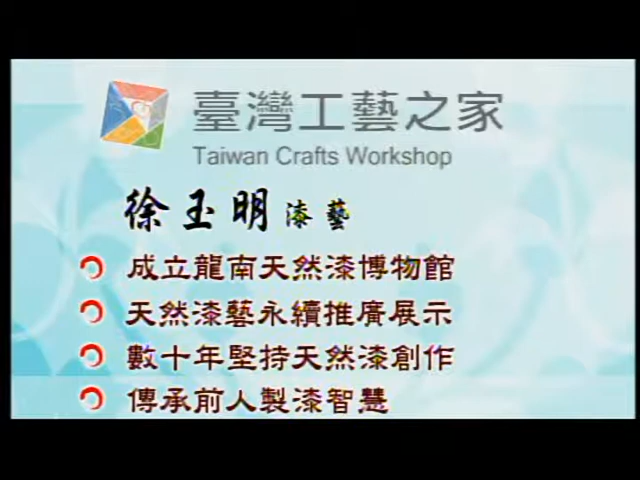 臺灣工藝之家
Taiwan Crafts Workshop
徐玉明漆藝
成立龍南天然漆博物館
天然漆藝永續推廣展示
數十年堅持天然漆創作
傳承前人製漆智慧